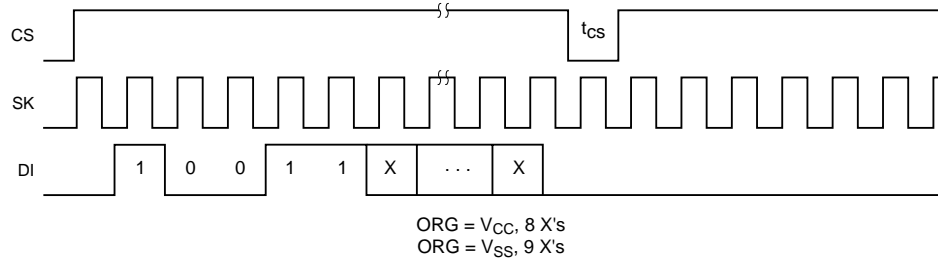 CS
t_CS
SK
DI
1 0 0 1 1 X . . . X
ORG = V_CC, 8 X's
ORG = V_SS, 9 X's